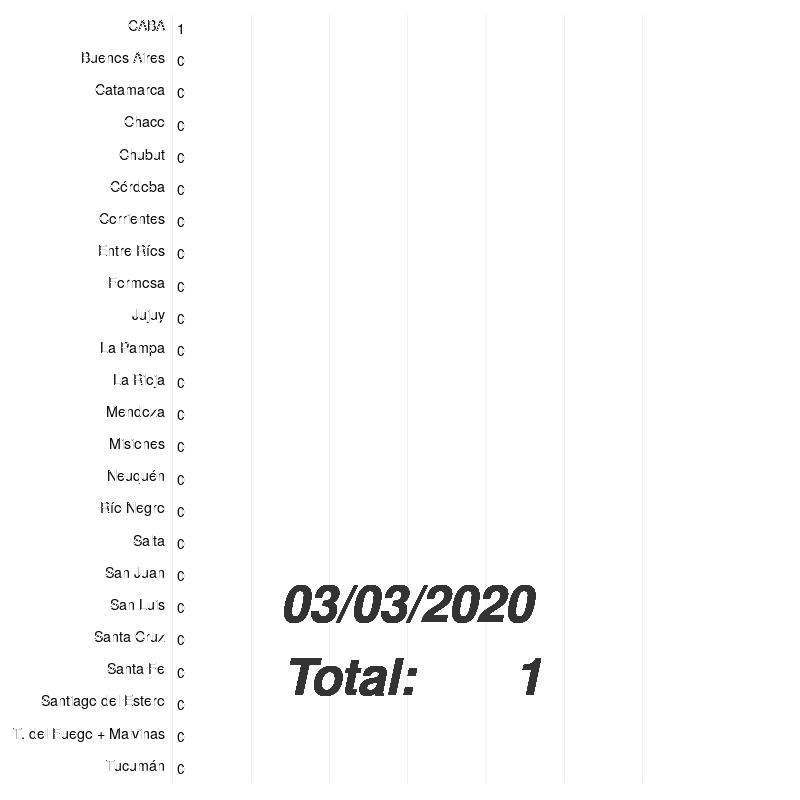 CABA 1
Buenos Aires 0
Catamarca 0
Chaco 0
Chubut 0
Córdoba 0
Corrientes 0
Entre Ríos 0
Formosa 0
Jujuy 0
La Pampa 0
La Rioja 0
Mendoza 0
Misiones 0
Neuquén 0
Río Negro 0
Salta 0
San Juan 0
San Luis 0
Santa Cruz 0
Santa Fe 0
Santiago del Estero 0
T. del Fuego + Malvinas 0
Tucumán 0
03/03/2020
Total: 1